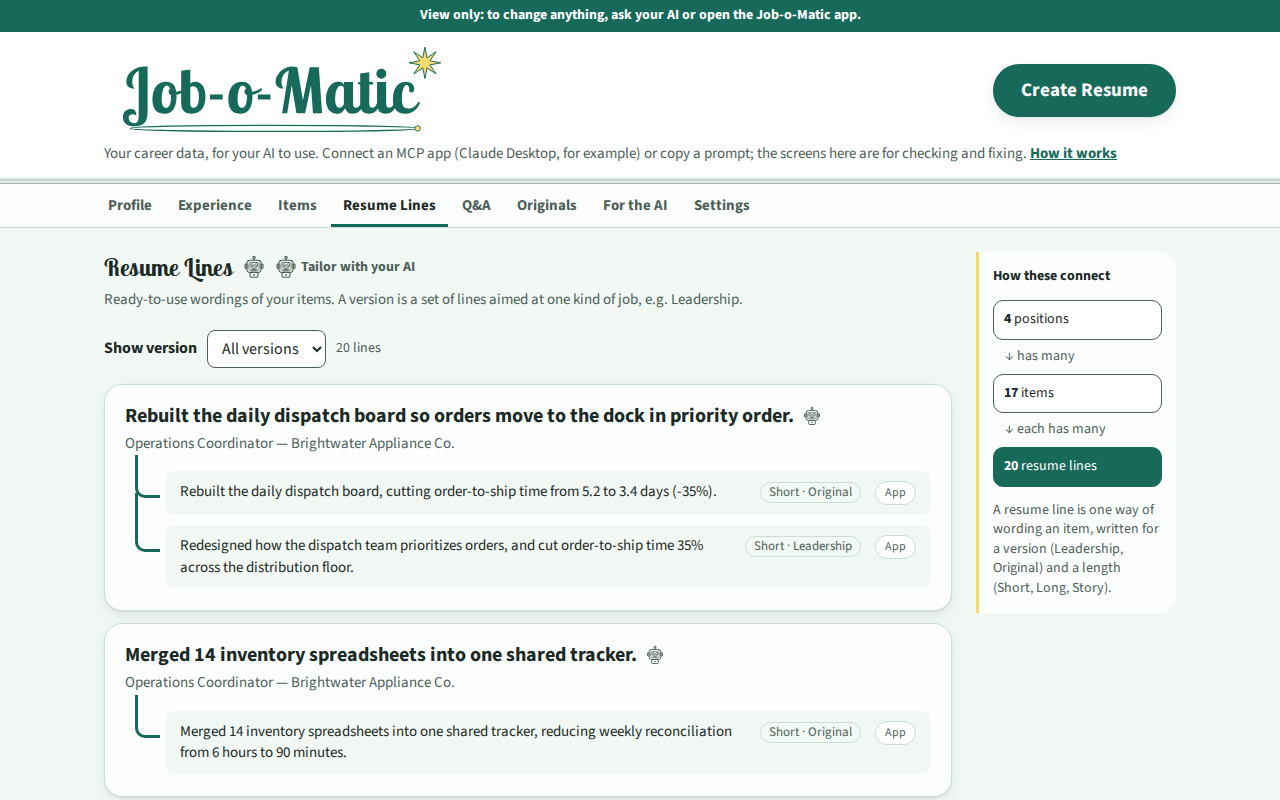 View only: to change anything, ask your AI or open the Job-o-Matic app.
Job-o-Matic
Create Resume
Your career data, for your AI to use. Connect an MCP app (Claude Desktop, for example) or copy a prompt; the screens here are for checking and fixing. How it works
Profile Experience Items Resume Lines Q&A Originals For the AI Settings
Resume Lines Tailor with your AI
Ready-to-use wordings of your items. A version is a set of lines aimed at one kind of job, e.g. Leadership.
Show version All versions 20 lines
Rebuilt the daily dispatch board so orders move to the dock in priority order.
Operations Coordinator — Brightwater Appliance Co.
Rebuilt the daily dispatch board, cutting order-to-ship time from 5.2 to 3.4 days (-35%). Short · Original App
Redesigned how the dispatch team prioritizes orders, and cut order-to-ship time 35% Short · Leadership App
across the distribution floor.
Merged 14 inventory spreadsheets into one shared tracker.
Operations Coordinator — Brightwater Appliance Co.
Merged 14 inventory spreadsheets into one shared tracker, reducing weekly reconciliation Short · Original App
from 6 hours to 90 minutes.
How these connect
4 positions
↓ has many
17 items
↓ each has many
20 resume lines
A resume line is one way of
wording an item, written for
a version (Leadership,
Original) and a length
(Short, Long, Story).